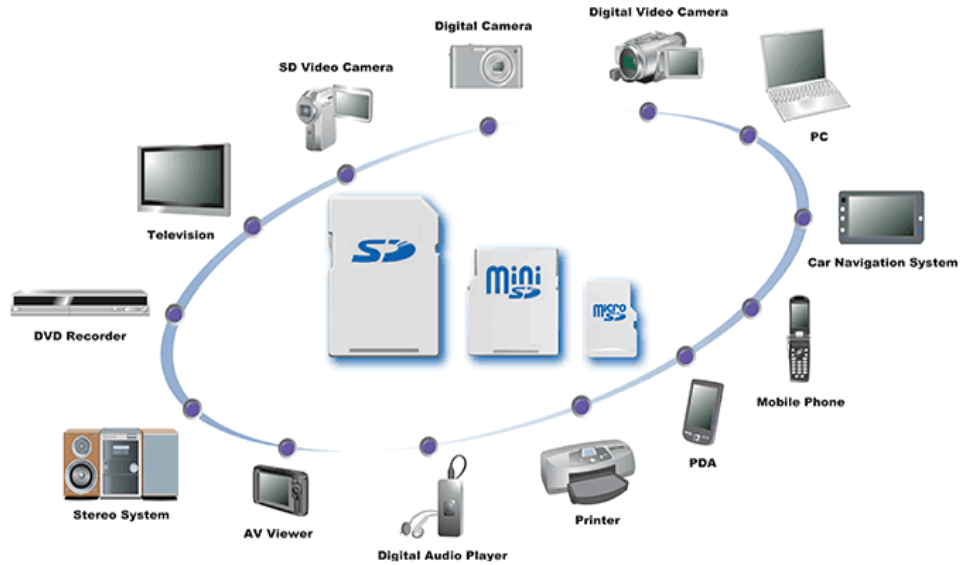 Digital Camera
Digital Video Camera
SD Video Camera
PC
Television
Car Navigation System
DVD Recorder
Mobile Phone
PDA
Stereo System
AV Viewer
Printer
Digital Audio Player
SD
mini
SD
micro
SD